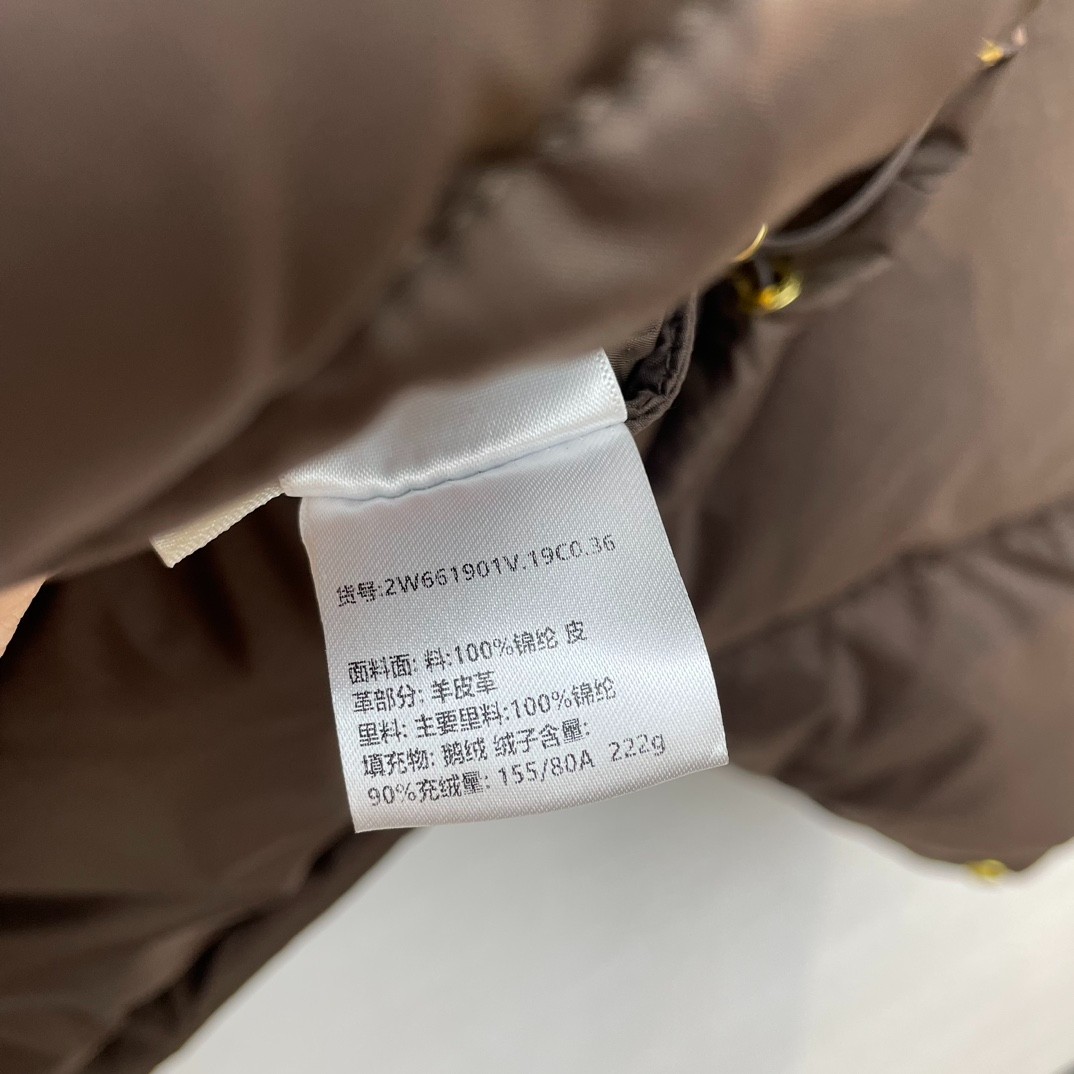 货号:2W661901V.19C0.36
面料面: 料:100%锦纶 皮
革部分: 羊皮革
里料: 主要里料:100%锦纶
填充物: 鹅绒 绒子含量:
90%充绒量: 155/80A 222g